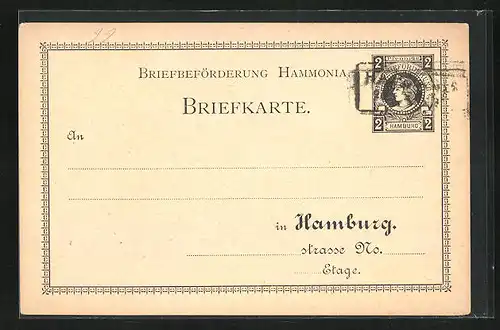 BRIEFBEFÖRDERUNG HAMMONIA
2 2
BRIEFKARTE.
HAMBURG
2 2
An
in Hamburg.
strasse No.
Etage.